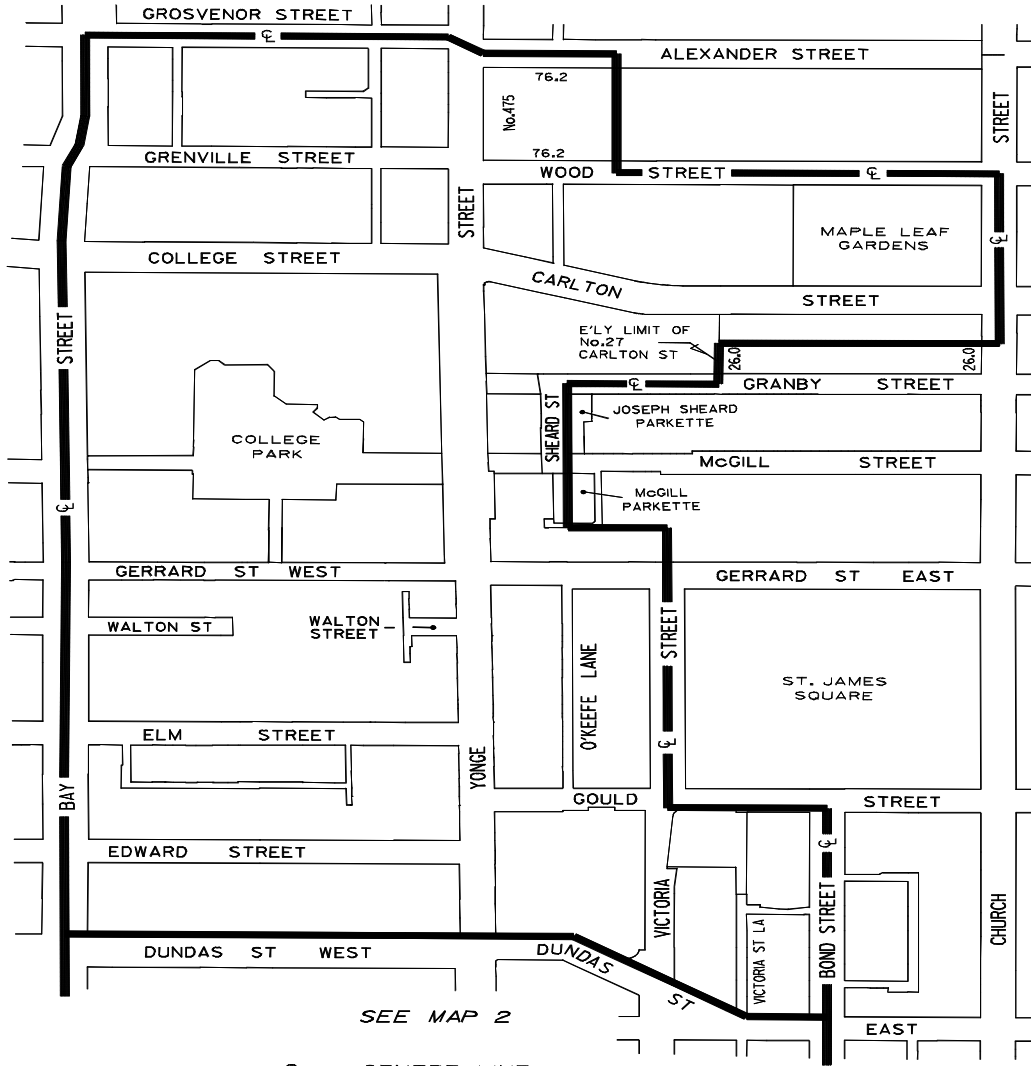 GROSVENOR STREET
℄
ALEXANDER STREET
76.2
No.475
STREET
76.2
GRENVILLE STREET
WOOD STREET ℄
STREET
MAPLE LEAF
GARDENS
℄
COLLEGE STREET
CARLTON STREET
STREET
E'LY LIMIT OF
No.27
CARLTON ST
26.0
26.0
℄
GRANBY STREET
SHEARD ST
JOSEPH SHEARD
PARKETTE
COLLEGE
PARK
McGILL STREET
McGILL
PARKETTE
℄
GERRARD ST WEST
GERRARD ST EAST
WALTON ST
WALTON
STREET
STREET
O'KEEFE LANE
ST. JAMES
SQUARE
ELM STREET
℄
YONGE
BAY
GOULD STREET
EDWARD STREET
℄
VICTORIA
VICTORIA ST LA
BOND STREET
CHURCH
DUNDAS ST WEST
DUNDAS ST
EAST
SEE MAP 2